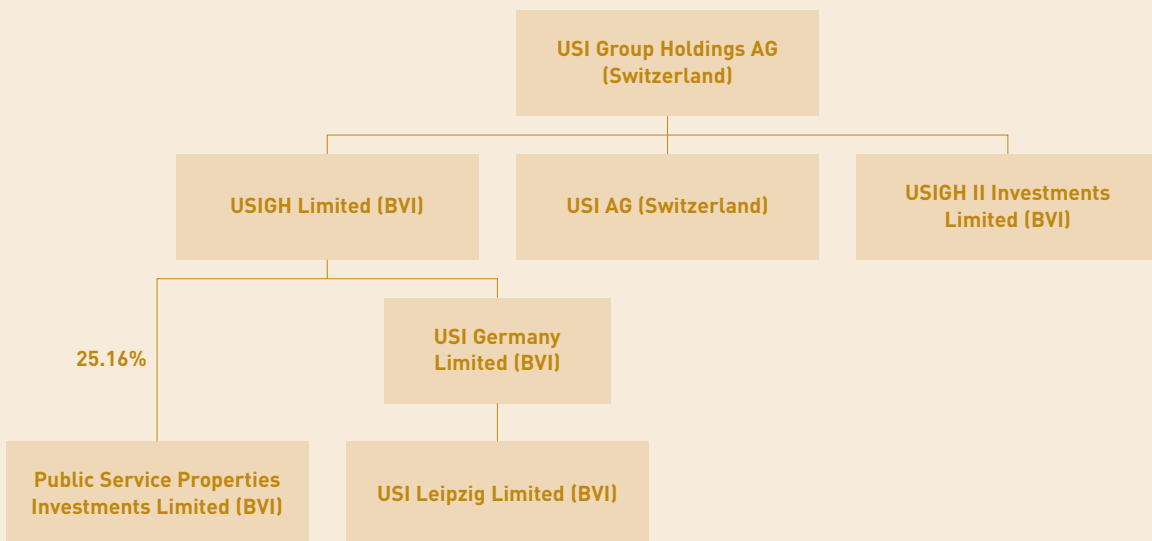 USI Group Holdings AG
(Switzerland)
USIGH Limited (BVI)
USI AG (Switzerland)
USIGH II Investments
Limited (BVI)
25.16%
USI Germany
Limited (BVI)
Public Service Properties
Investments Limited (BVI)
USI Leipzig Limited (BVI)